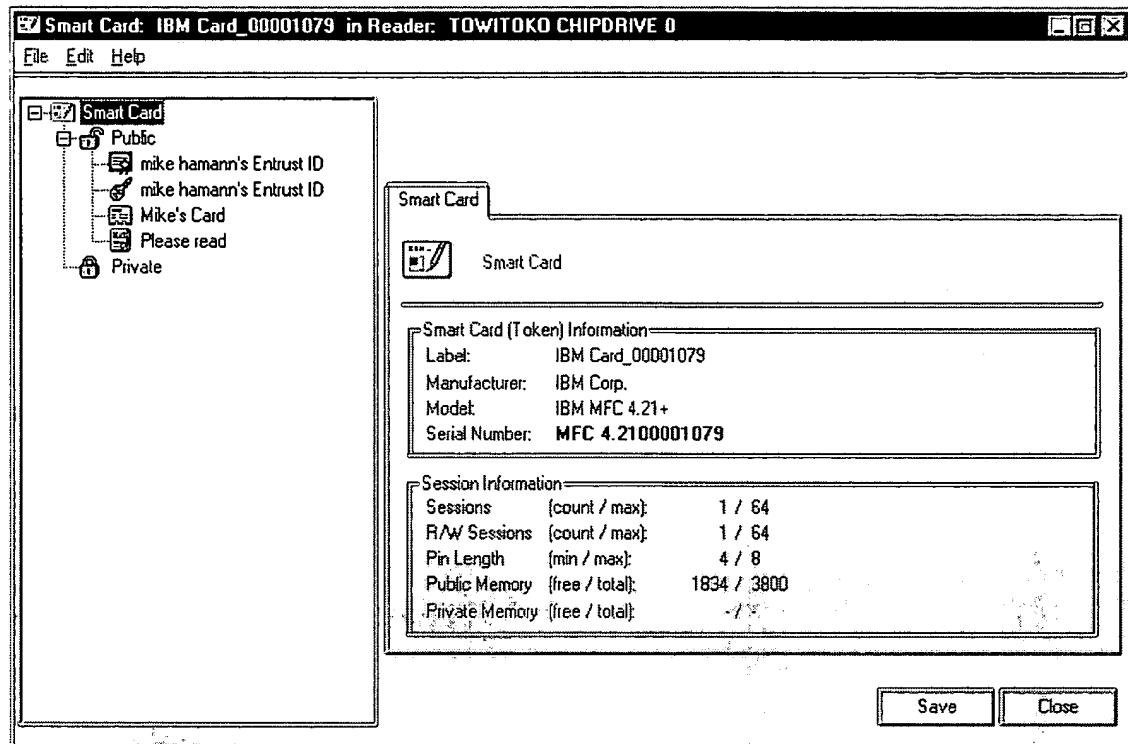 Smart Card: IBM Card_00001079 in Reader: TOWITOKO CHIPDRIVE 0
File Edit Help
Smart Card
Public
mike hamann's Entrust ID
mike hamann's Entrust ID
Mike's Card
Please read
Private
Smart Card
Smart Card
Smart Card (Token) Information
Label: IBM Card_00001079
Manufacturer: IBM Corp.
Model: IBM MFC 4.21+
Serial Number: MFC 4.2100001079
Session Information
Sessions (count / max): 1 / 64
R/W Sessions (count / max): 1 / 64
Pin Length (min / max): 4 / 8
Public Memory (free / total): 1834 / 3800
Private Memory (free / total): - / -
Save Close